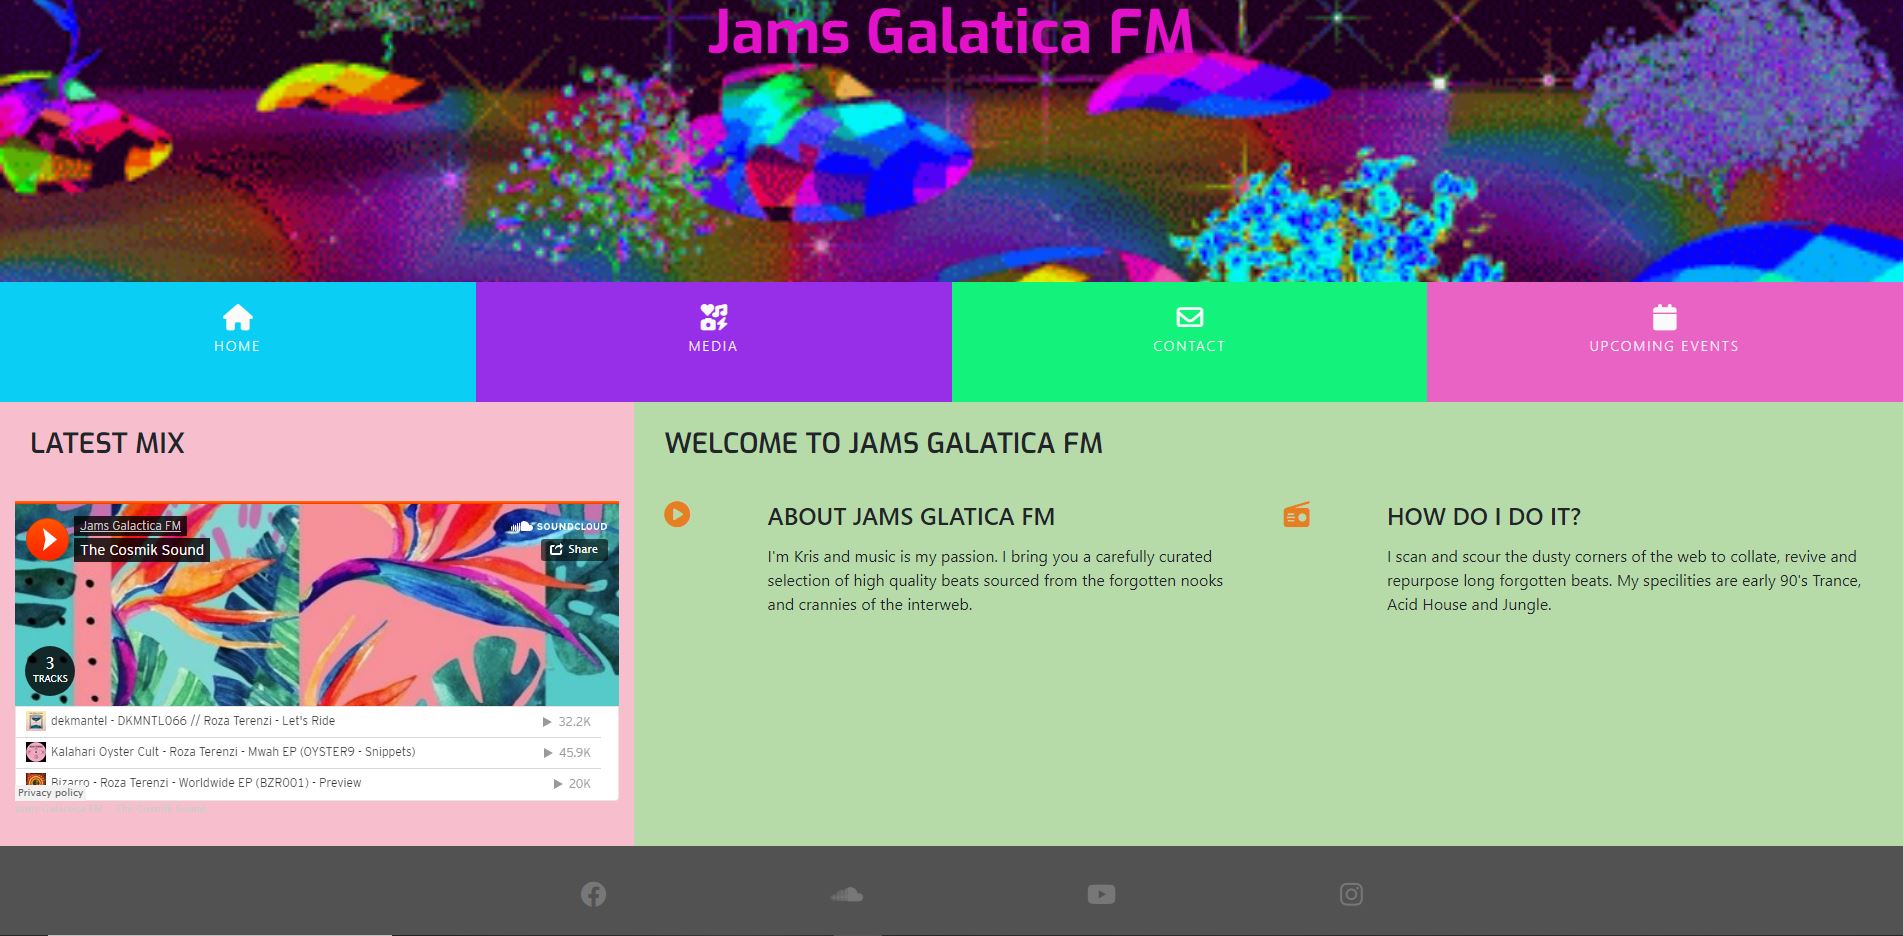 Jams Galatica FM
HOME
MEDIA
CONTACT
UPCOMING EVENTS
LATEST MIX
Jams Galactica FM
The Cosmik Sound
SOUNDCLOUD
Share
3
TRACKS
dekmantel - DKMNTL066 // Roza Terenzi - Let's Ride
32.2K
Kalahari Oyster Cult - Roza Terenzi - Mwah EP (OYSTER9 - Snippets)
45.9K
Bizarro - Roza Terenzi - Worldwide EP (BZR001) - Preview
20K
Privacy policy
Jams Galactica FM · The Cosmik Sound
WELCOME TO JAMS GALATICA FM
ABOUT JAMS GLATICA FM
I'm Kris and music is my passion. I bring you a carefully curated
selection of high quality beats sourced from the forgotten nooks
and crannies of the interweb.
HOW DO I DO IT?
I scan and scour the dusty corners of the web to collate, revive and
repurpose long forgotten beats. My specilities are early 90's Trance,
Acid House and Jungle.